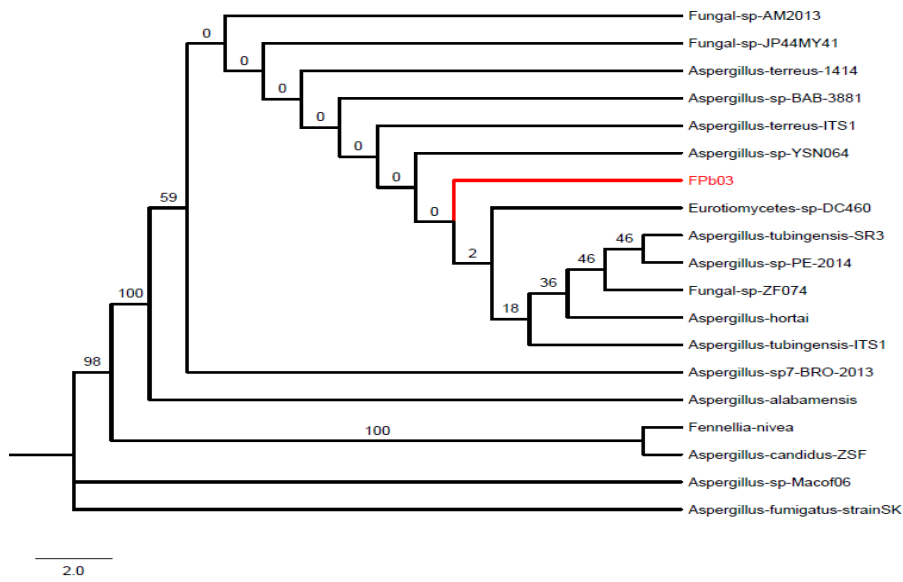 Fungal-sp-AM2013
0
Fungal-sp-JP44MY41
0
Aspergillus-terreus-1414
0
Aspergillus-sp-BAB-3881
0
Aspergillus-terreus-ITS1
0
Aspergillus-sp-YSN064
0
FPb03
59
Eurotiomycetes-sp-DC460
0
Aspergillus-tubingensis-SR3
46
2
Aspergillus-sp-PE-2014
46
Fungal-sp-ZF074
36
100
Aspergillus-hortai
18
Aspergillus-tubingensis-ITS1
98
Aspergillus-sp7-BRO-2013
Aspergillus-alabamensis
Fennellia-nivea
100
Aspergillus-candidus-ZSF
Aspergillus-sp-Macof06
Aspergillus-fumigatus-strainSK
2.0